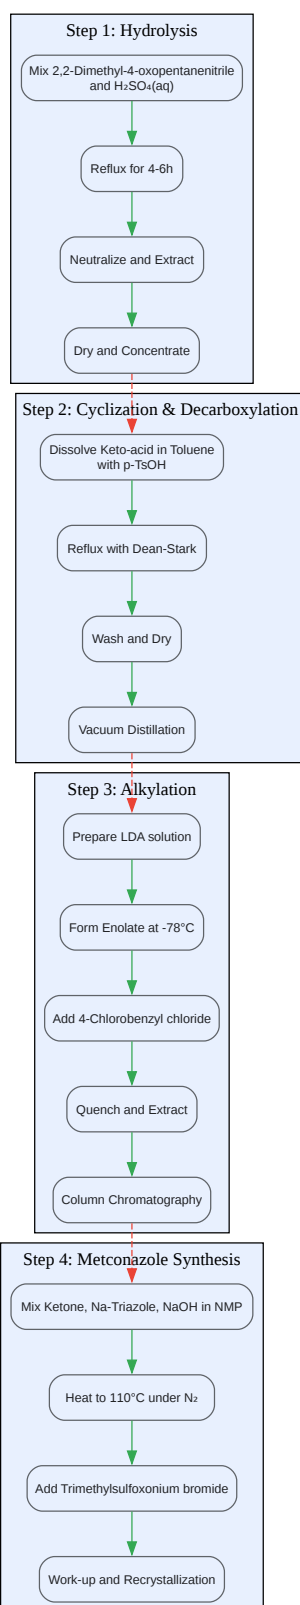 Step 1: Hydrolysis
Mix 2,2-Dimethyl-4-oxopentanenitrile
and H₂SO₄(aq)
Reflux for 4-6h
Neutralize and Extract
Dry and Concentrate
Step 2: Cyclization & Decarboxylation
Dissolve Keto-acid in Toluene
with p-TsOH
Reflux with Dean-Stark
Wash and Dry
Vacuum Distillation
Step 3: Alkylation
Prepare LDA solution
Form Enolate at -78°C
Add 4-Chlorobenzyl chloride
Quench and Extract
Column Chromatography
Step 4: Metconazole Synthesis
Mix Ketone, Na-Triazole, NaOH in NMP
Heat to 110°C under N₂
Add Trimethylsulfoxonium bromide
Work-up and Recrystallization